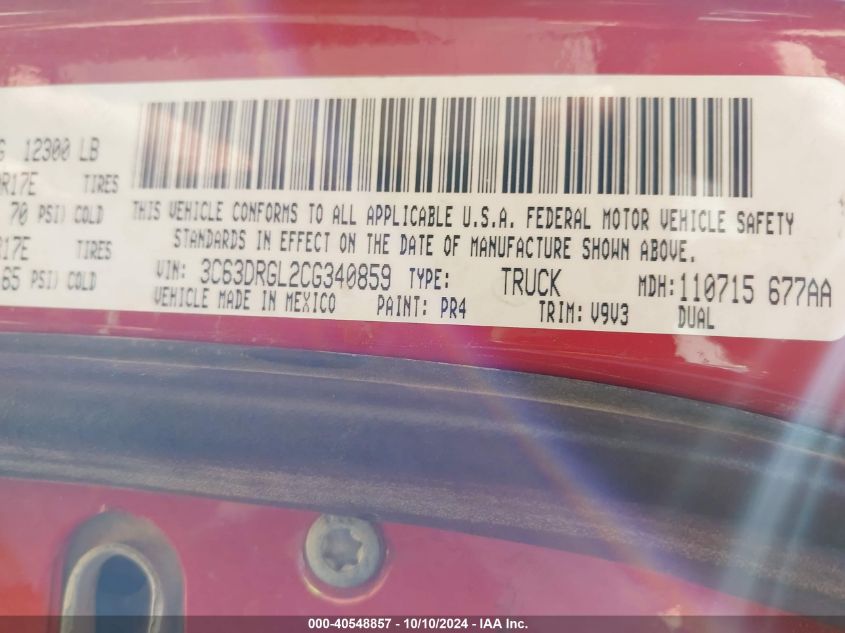 12300 LB
R17E TIRES
70 PSI) COLD
R17E TIRES
65 PSI) COLD
THIS VEHICLE CONFORMS TO ALL APPLICABLE U.S.A. FEDERAL MOTOR VEHICLE SAFETY
STANDARDS IN EFFECT ON THE DATE OF MANUFACTURE SHOWN ABOVE.
VIN: 3C63DRGL2CG340859 TYPE: TRUCK MDH: 110715 677AA
VEHICLE MADE IN MEXICO PAINT: PR4 TRIM: V9V3 DUAL
000-40548857 - 10/10/2024 - IAA Inc.